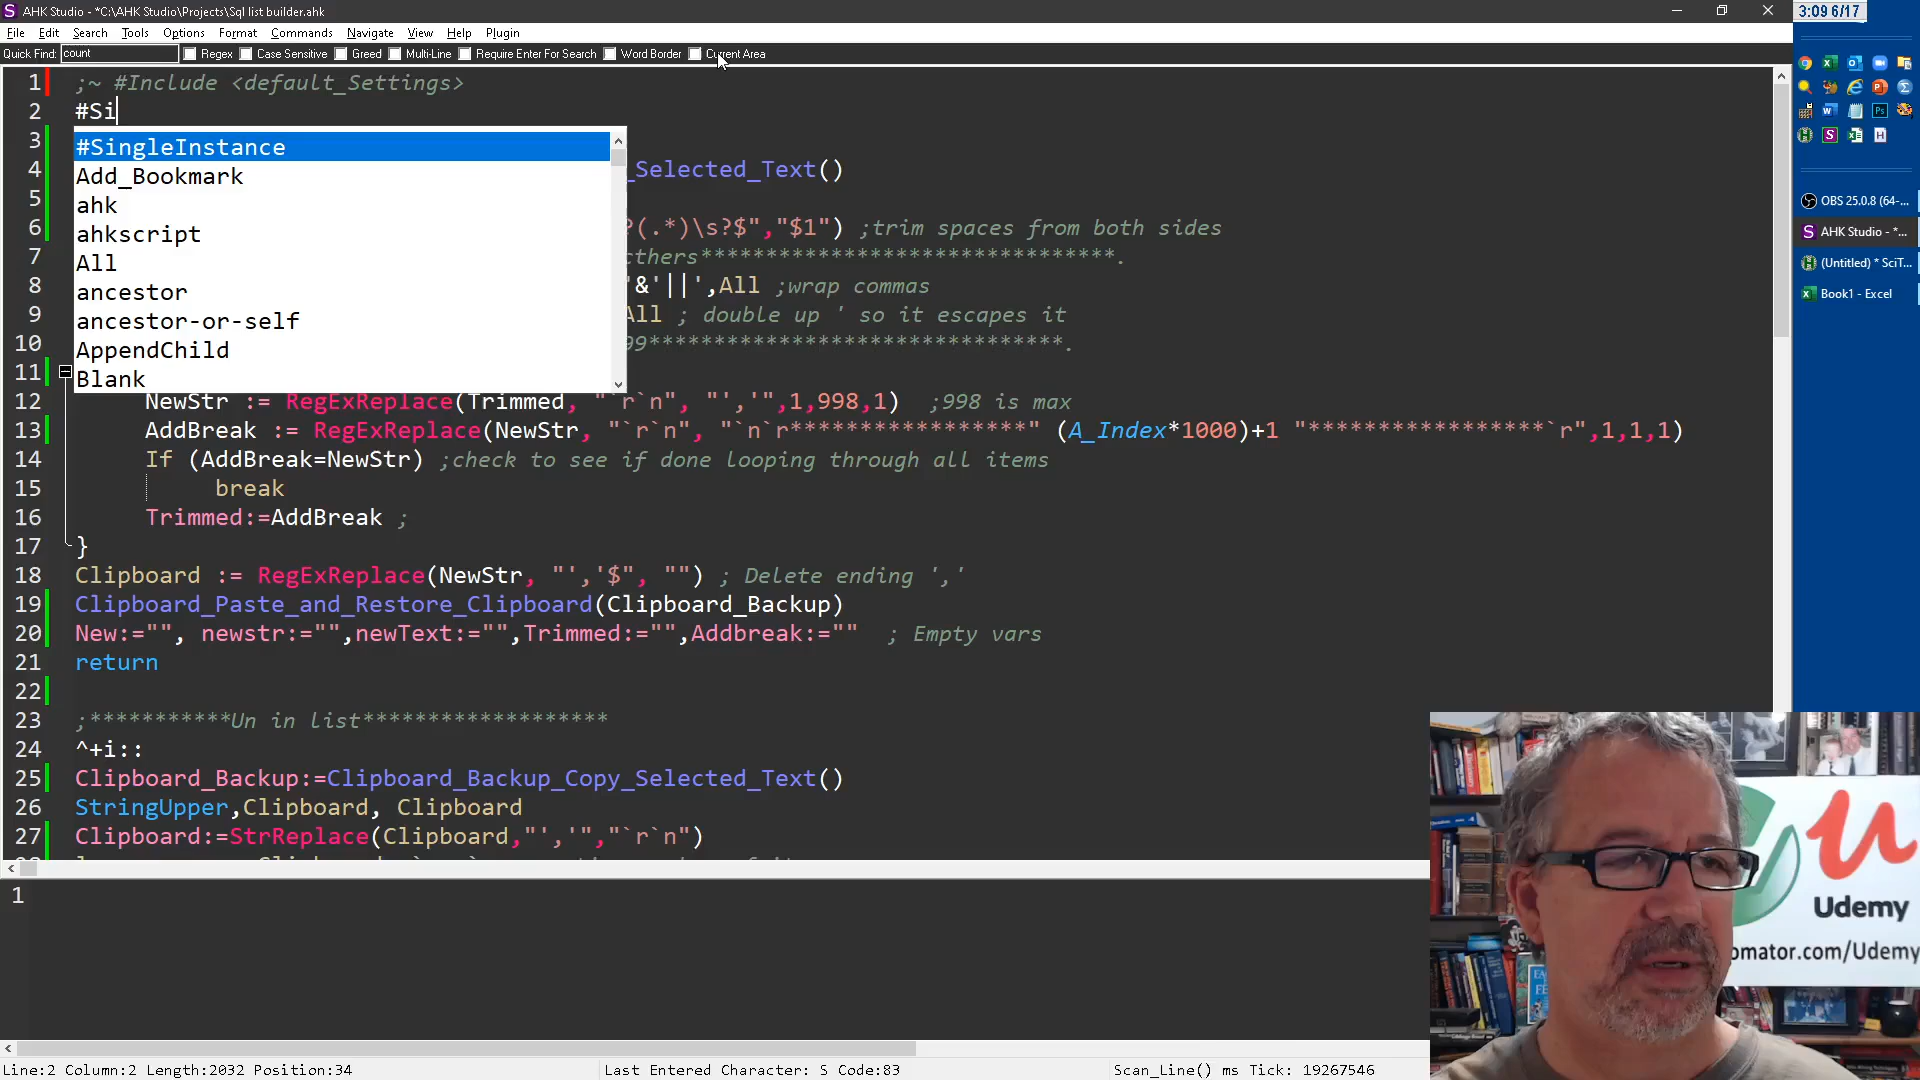 AHK Studio - *C:\AHK Studio\Projects\Sql list builder.ahk
3:09 6/17
File Edit Search Tools Options Format Commands Navigate View Help Plugin
Quick Find: count Regex Case Sensitive Greed Multi-Line Require Enter For Search Word Border Current Area
1 ;~ #Include <default_Settings>
2 #Si
3
#SingleInstance
4 _Selected_Text()
Add_Bookmark
5
ahk
6 ?(.*)\s?$","$1") ;trim spaces from both sides
ahkscript
7 cthers******************************.
All
8 '&'||',All ;wrap commas
ancestor
9 All ; double up ' so it escapes it
ancestor-or-self
10 99******************************.
AppendChild
11
Blank
12 NewStr := RegExReplace(Trimmed, "`r`n", "','",1,998,1) ;998 is max
13 AddBreak := RegExReplace(NewStr, "`r`n", "`n`r*****************" (A_Index*1000)+1 "*****************`r",1,1,1)
14 If (AddBreak=NewStr) ;check to see if done looping through all items
15 break
16 Trimmed:=AddBreak ;
17 }
18 Clipboard := RegExReplace(NewStr, "','$", "") ; Delete ending ','
19 Clipboard_Paste_and_Restore_Clipboard(Clipboard_Backup)
20 New:="", newstr:="",newText:="",Trimmed:="",Addbreak:="" ; Empty vars
21 return
22
23 ;***********Un in list*******************
24 ^+i::
25 Clipboard_Backup:=Clipboard_Backup_Copy_Selected_Text()
26 StringUpper,Clipboard, Clipboard
27 Clipboard:=StrReplace(Clipboard,"','","`r`n")
1
OBS 25.0.8 (64-...
AHK Studio - *...
(Untitled) * SciT...
Book1 - Excel
Udemy
omator.com/Udemy
Line:2 Column:2 Length:2032 Position:34
Last Entered Character: S Code:83
Scan_Line() ms Tick: 19267546